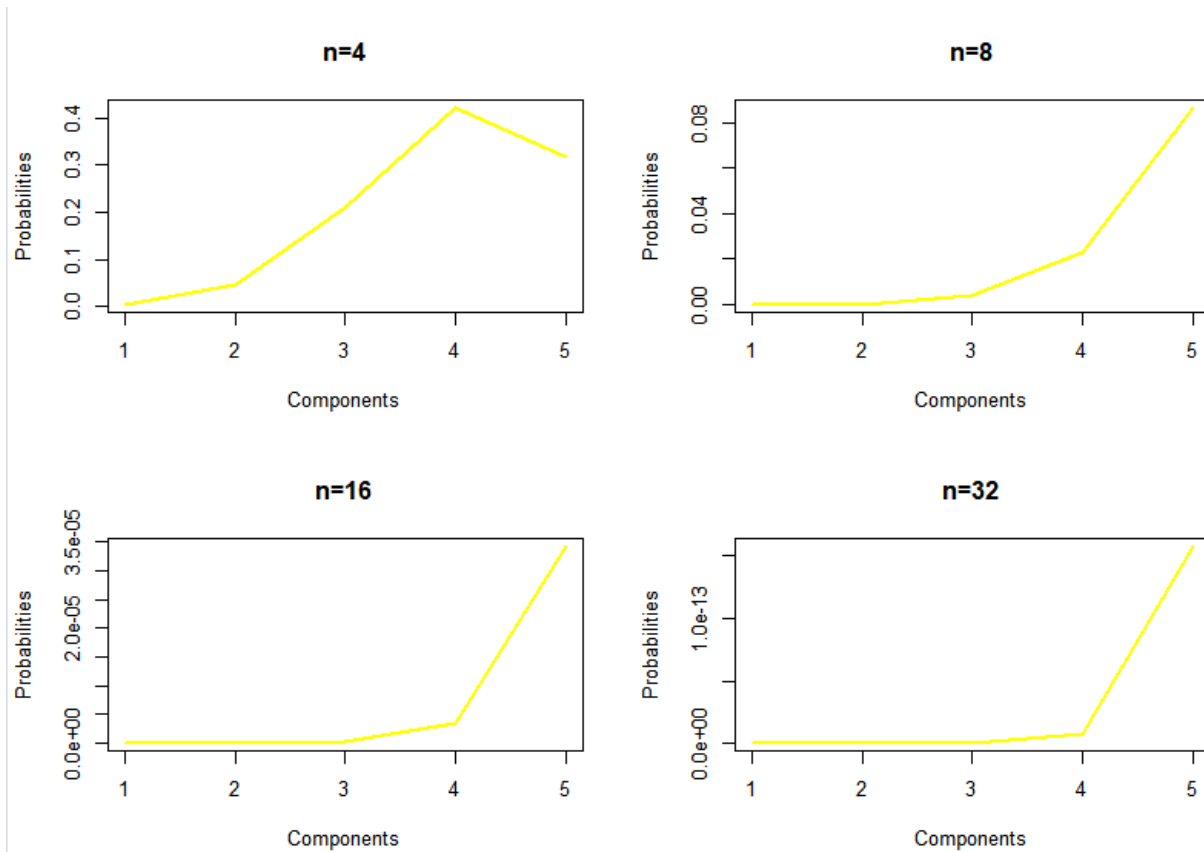 n=4
Probabilities
0.4
0.3
0.2
0.1
0.0
1 2 3 4 5
Components
n=8
Probabilities
0.08
0.04
0.00
1 2 3 4 5
Components
n=16
Probabilities
3.5e-05
2.0e-05
0.0e+00
1 2 3 4 5
Components
n=32
Probabilities
1.0e-13
0.0e+00
1 2 3 4 5
Components